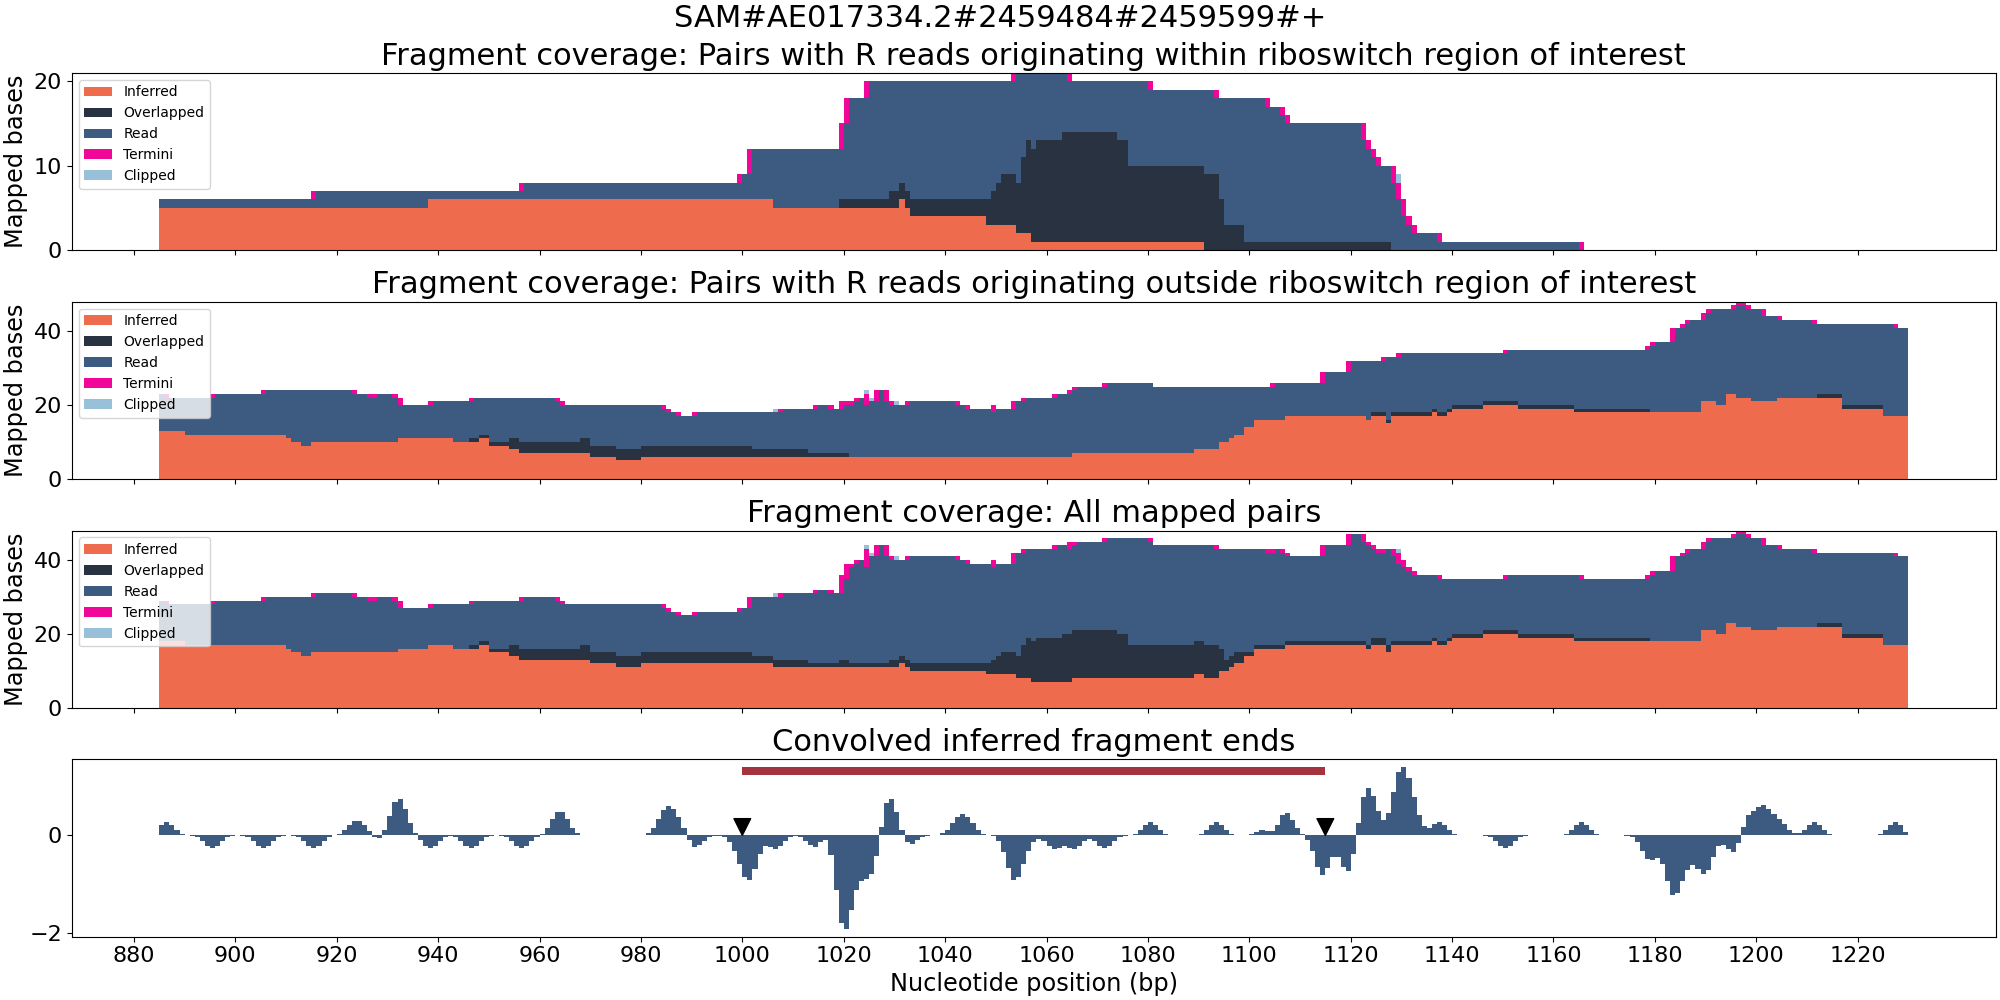 SAM#AE017334.2#2459484#2459599#+
Fragment coverage: Pairs with R reads originating within riboswitch region of interest
Mapped bases
20
10
0
Inferred
Overlapped
Read
Termini
Clipped
Fragment coverage: Pairs with R reads originating outside riboswitch region of interest
Mapped bases
40
20
0
Inferred
Overlapped
Read
Termini
Clipped
Fragment coverage: All mapped pairs
Mapped bases
40
20
0
Inferred
Overlapped
Read
Termini
Clipped
Convolved inferred fragment ends
0
−2
880 900 920 940 960 980 1000 1020 1040 1060 1080 1100 1120 1140 1160 1180 1200 1220
Nucleotide position (bp)